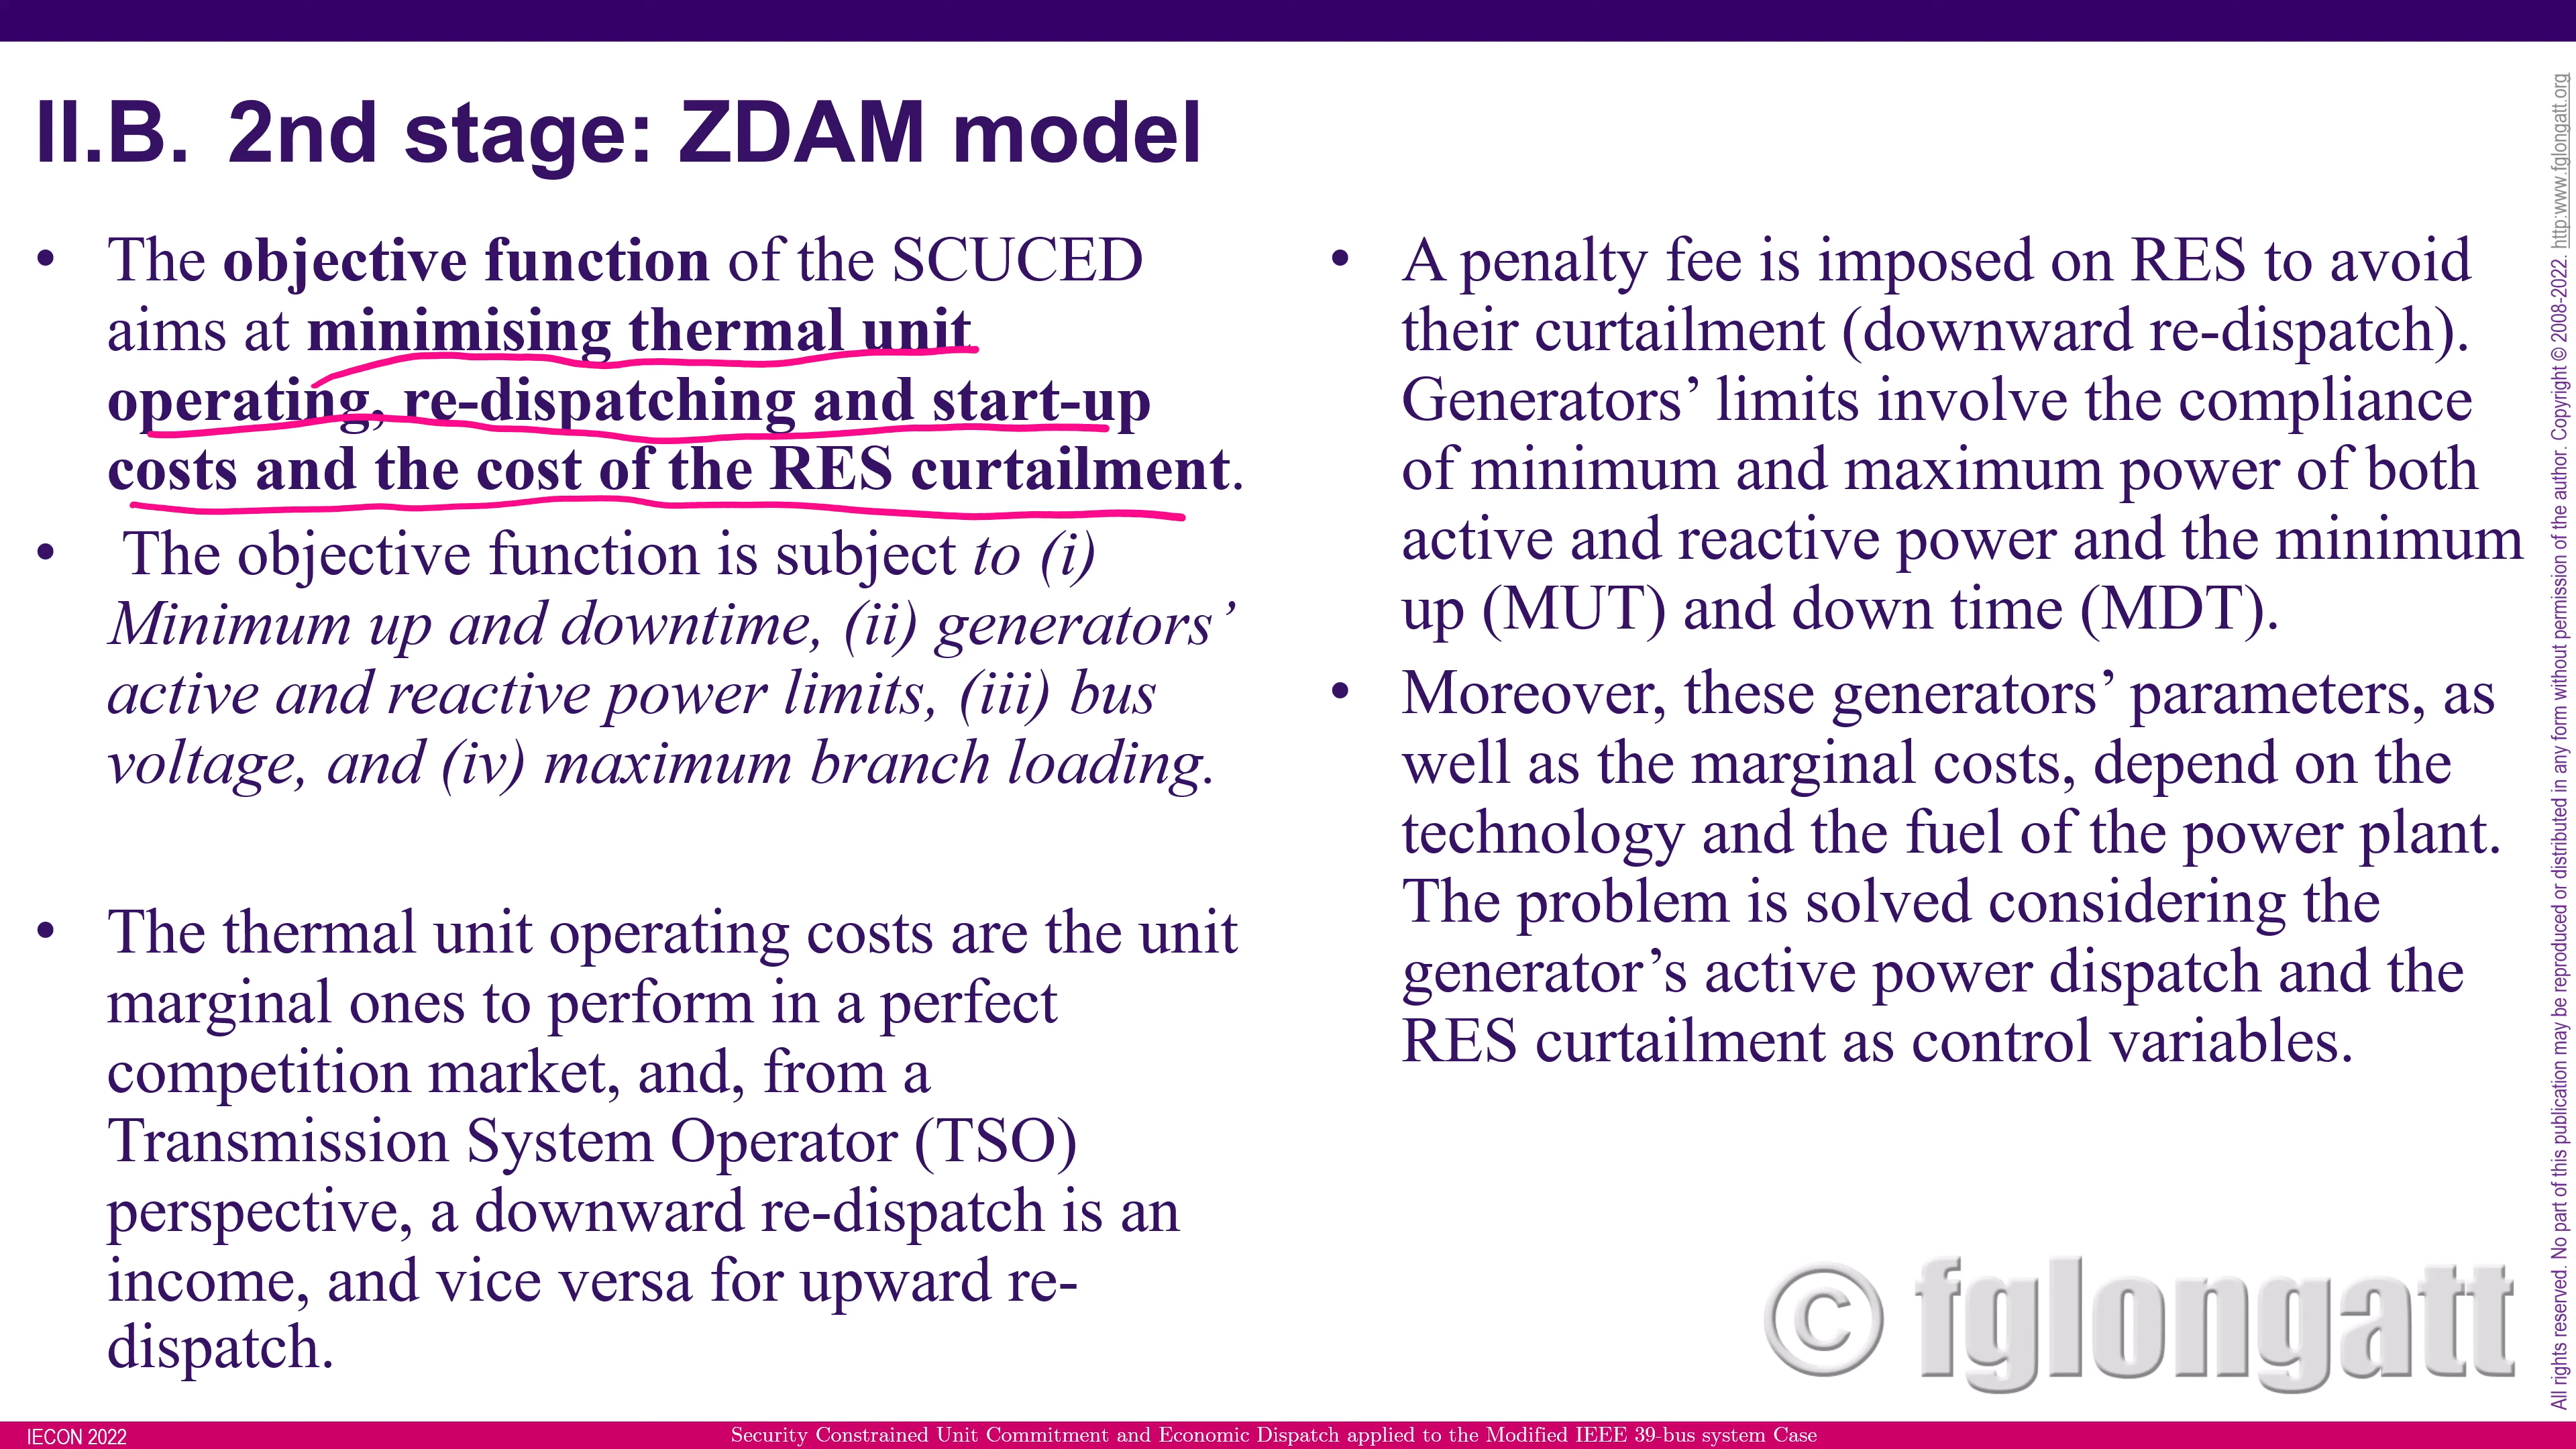 II.B. 2nd stage: ZDAM model
• The objective function of the SCUCED
aims at minimising thermal unit
operating, re-dispatching and start-up
costs and the cost of the RES curtailment.
• The objective function is subject to (i)
Minimum up and downtime, (ii) generators’
active and reactive power limits, (iii) bus
voltage, and (iv) maximum branch loading.
• The thermal unit operating costs are the unit
marginal ones to perform in a perfect
competition market, and, from a
Transmission System Operator (TSO)
perspective, a downward re-dispatch is an
income, and vice versa for upward re-
dispatch.
• A penalty fee is imposed on RES to avoid
their curtailment (downward re-dispatch).
Generators’ limits involve the compliance
of minimum and maximum power of both
active and reactive power and the minimum
up (MUT) and down time (MDT).
• Moreover, these generators’ parameters, as
well as the marginal costs, depend on the
technology and the fuel of the power plant.
The problem is solved considering the
generator’s active power dispatch and the
RES curtailment as control variables.
© fglongatt
All rights reserved. No part of this publication may be reproduced or distributed in any form without permission of the author. Copyright © 2008-2022. http:www.fglongatt.org
IECON 2022
Security Constrained Unit Commitment and Economic Dispatch applied to the Modified IEEE 39-bus system Case